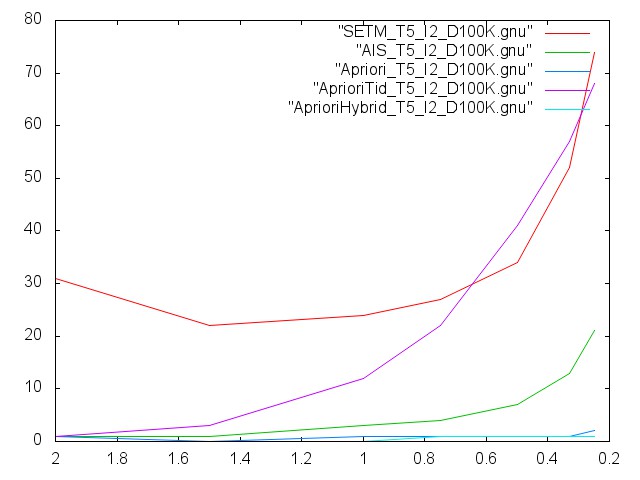 80
"SETM_T5_I2_D100K.gnu"
"AIS_T5_I2_D100K.gnu"
70
"Apriori_T5_I2_D100K.gnu"
"AprioriTid_T5_I2_D100K.gnu"
"AprioriHybrid_T5_I2_D100K.gnu"
60
50
40
30
20
10
0
2 1.8 1.6 1.4 1.2 1 0.8 0.6 0.4 0.2